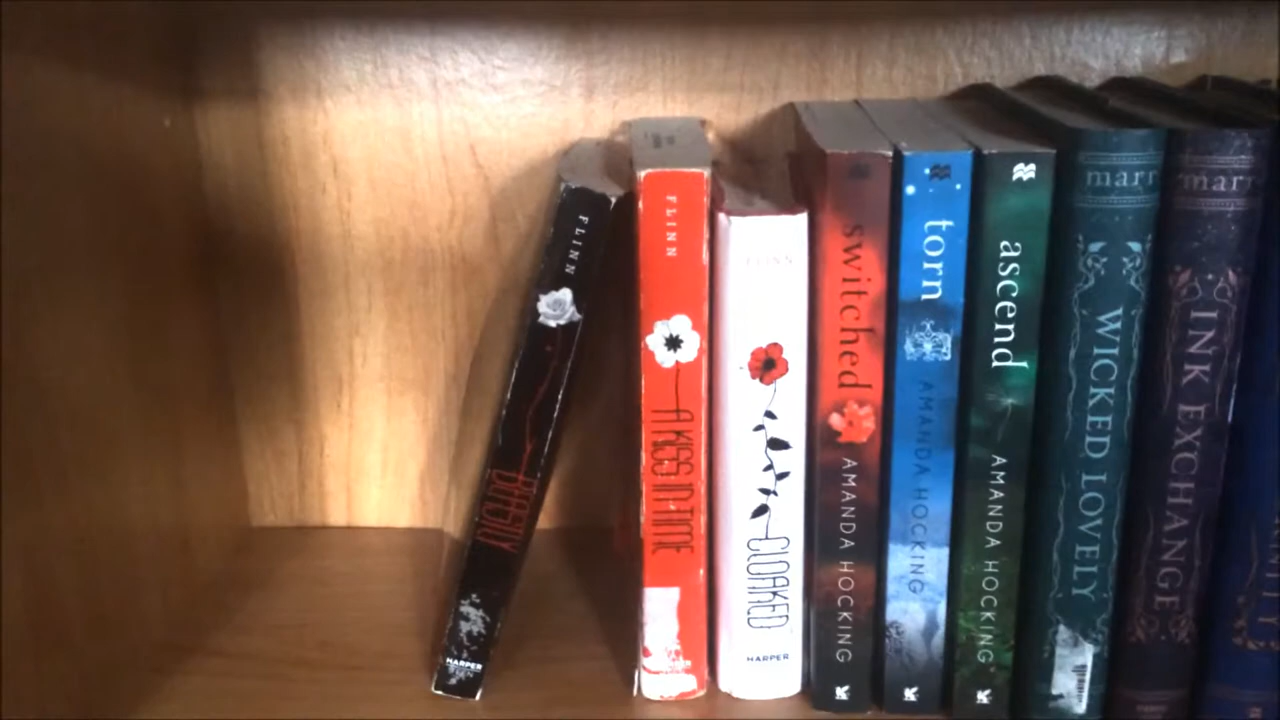 FLINN
BEASTLY
HARPER
FLINN
A KISS IN TIME
FLINN
CLOAKED
HARPER
switched
AMANDA HOCKING
torn
AMANDA HOCKING
ascend
AMANDA HOCKING
marr
WICKED LOVELY
marr
INK EXCHANGE